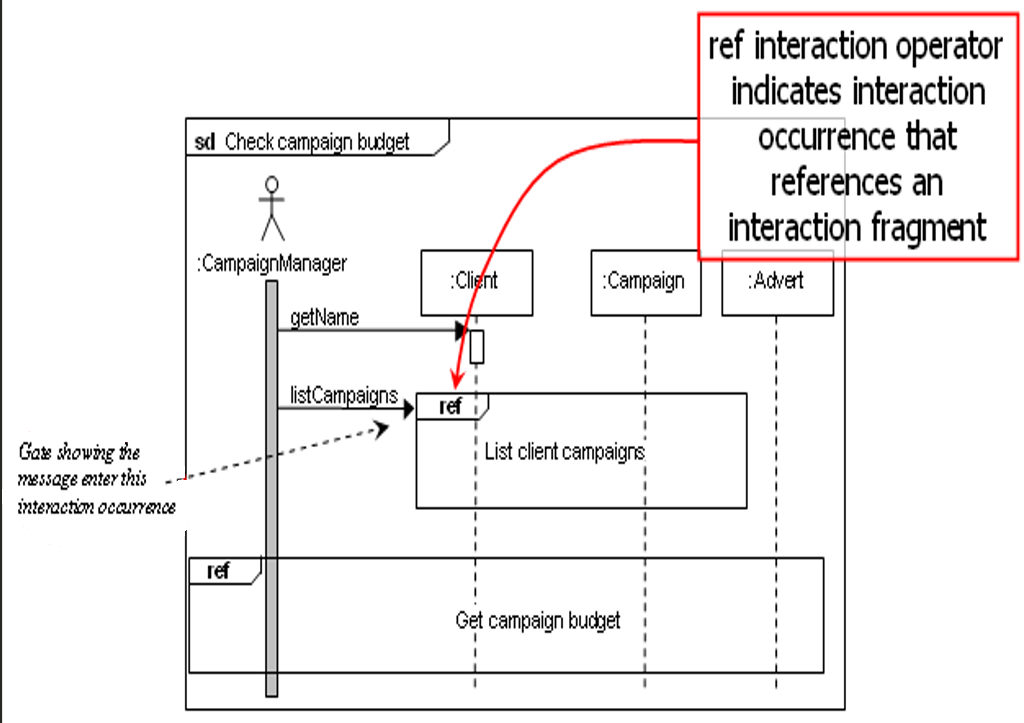 ref interaction operator
indicates interaction
occurrence that
references an
interaction fragment
sd Check campaign budget
:CampaignManager
:Client
:Campaign
:Advert
getName
listCampaigns
ref
List client campaigns
Gate showing the
message enter this
interaction occurrence
ref
Get campaign budget